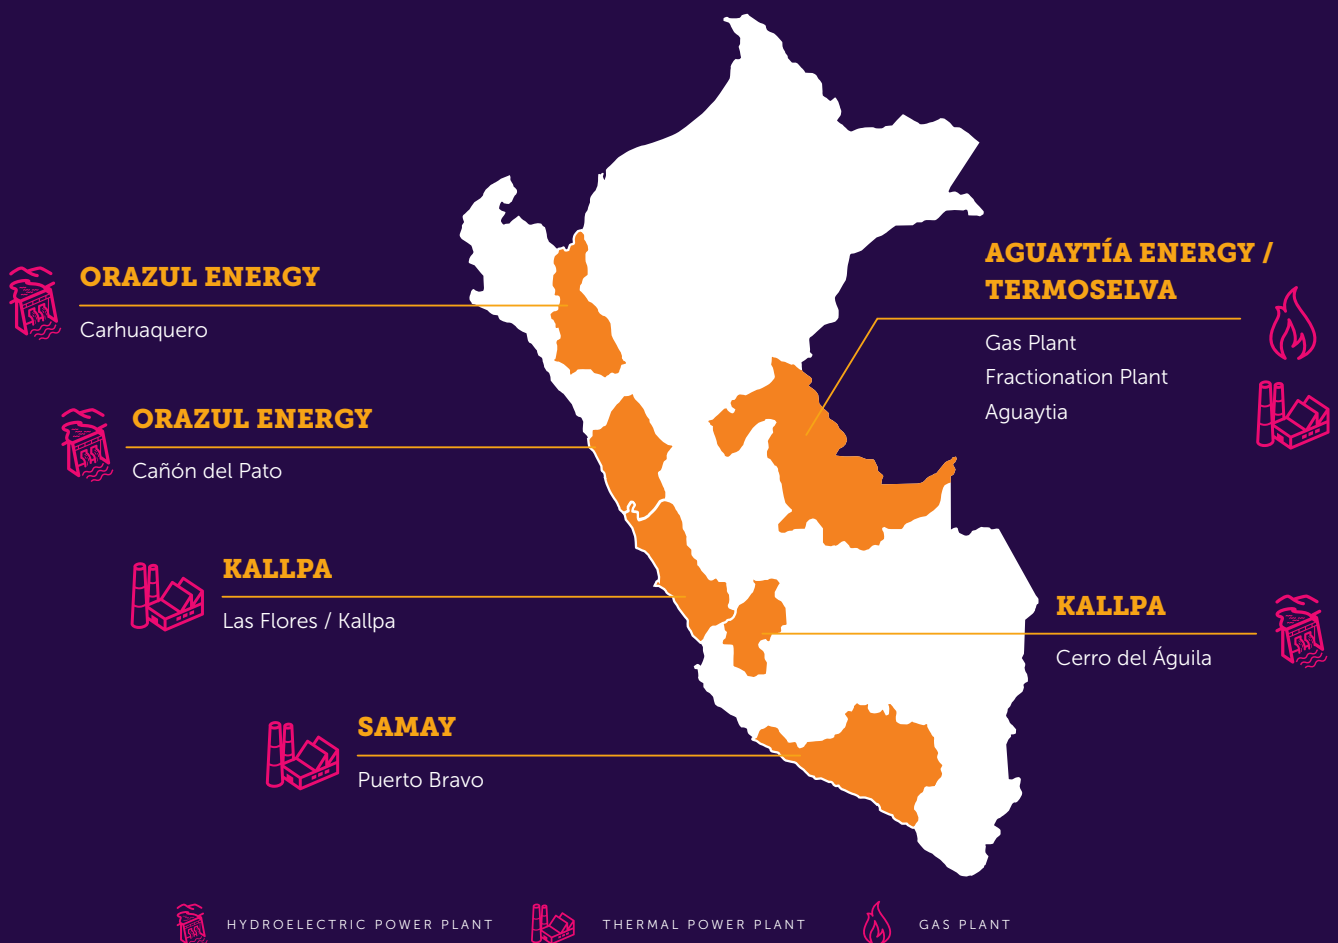 ORAZUL ENERGY
Carhuaquero
ORAZUL ENERGY
Cañón del Pato
KALLPA
Las Flores / Kallpa
SAMAY
Puerto Bravo
AGUAYTÍA ENERGY /
TERMOSELVA
Gas Plant
Fractionation Plant
Aguaytia
KALLPA
Cerro del Águila
HYDROELECTRIC POWER PLANT
THERMAL POWER PLANT
GAS PLANT